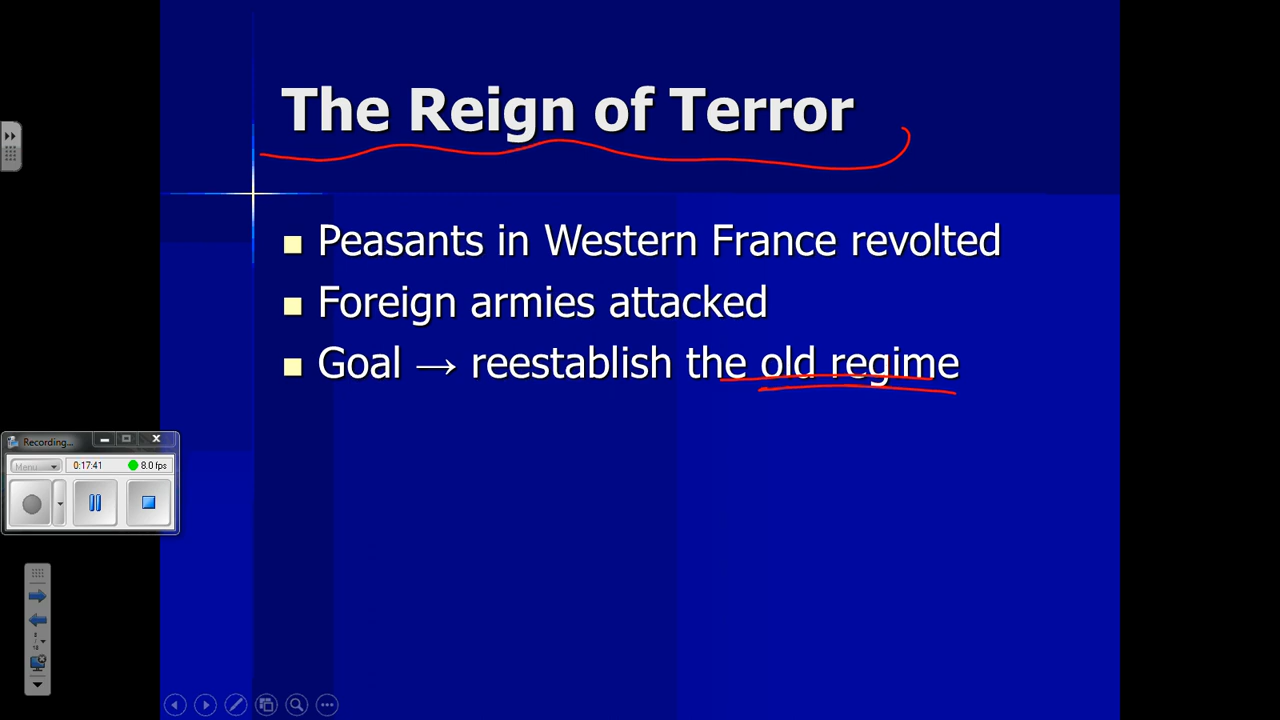 The Reign of Terror
Peasants in Western France revolted
Foreign armies attacked
Goal → reestablish the old regime
Recording...
Menu
0:17:41
8.0 fps